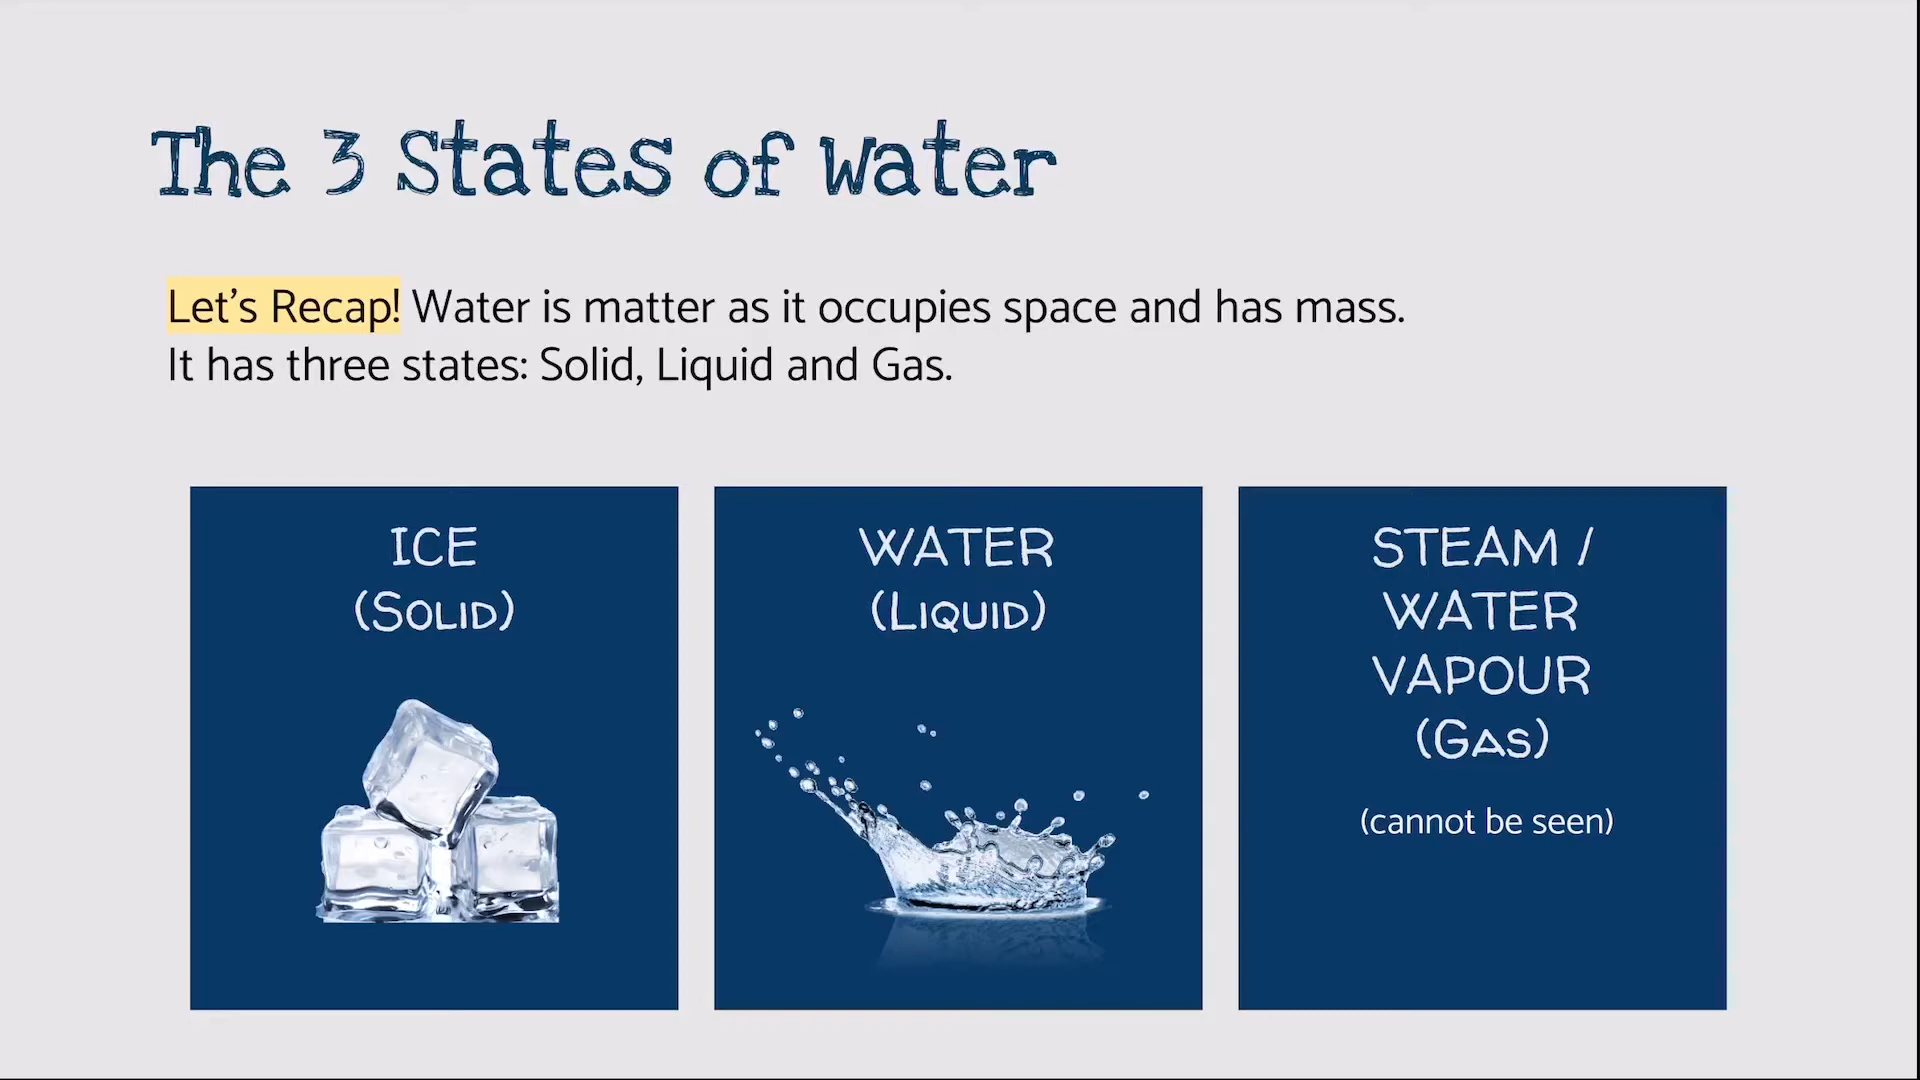 The 3 States of Water
Let's Recap! Water is matter as it occupies space and has mass.
It has three states: Solid, Liquid and Gas.
ICE
(Solid)
WATER
(Liquid)
STEAM /
WATER
VAPOUR
(Gas)
(cannot be seen)